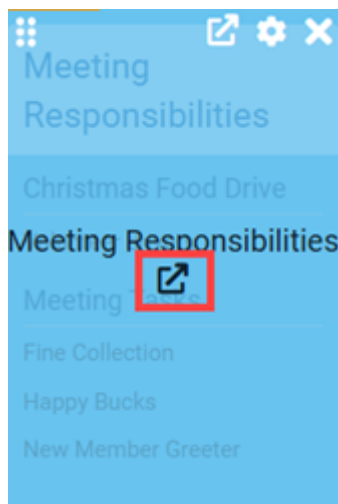 Meeting
Responsibilities
Christmas Food Drive
Meeting Responsibilities
Meeting Tasks
Fine Collection
Happy Bucks
New Member Greeter